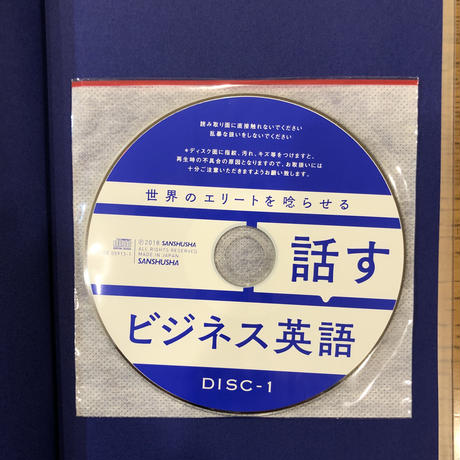 読み取り面に直接触れないでください
乱暴な扱いをしないでください
＊ディスク面に指紋、汚れ、キズ等をつけますと、
再生時の不具合の原因となりますので、お取扱いには
十分ご注意いただきますようお願い致します。
世界のエリートを唸らせる
Ⓟ2018 SANSHUSHA
ALL RIGHTS RESERVED
MADE IN JAPAN
SANSHUSHA
話す
ビジネス英語
DISC-1